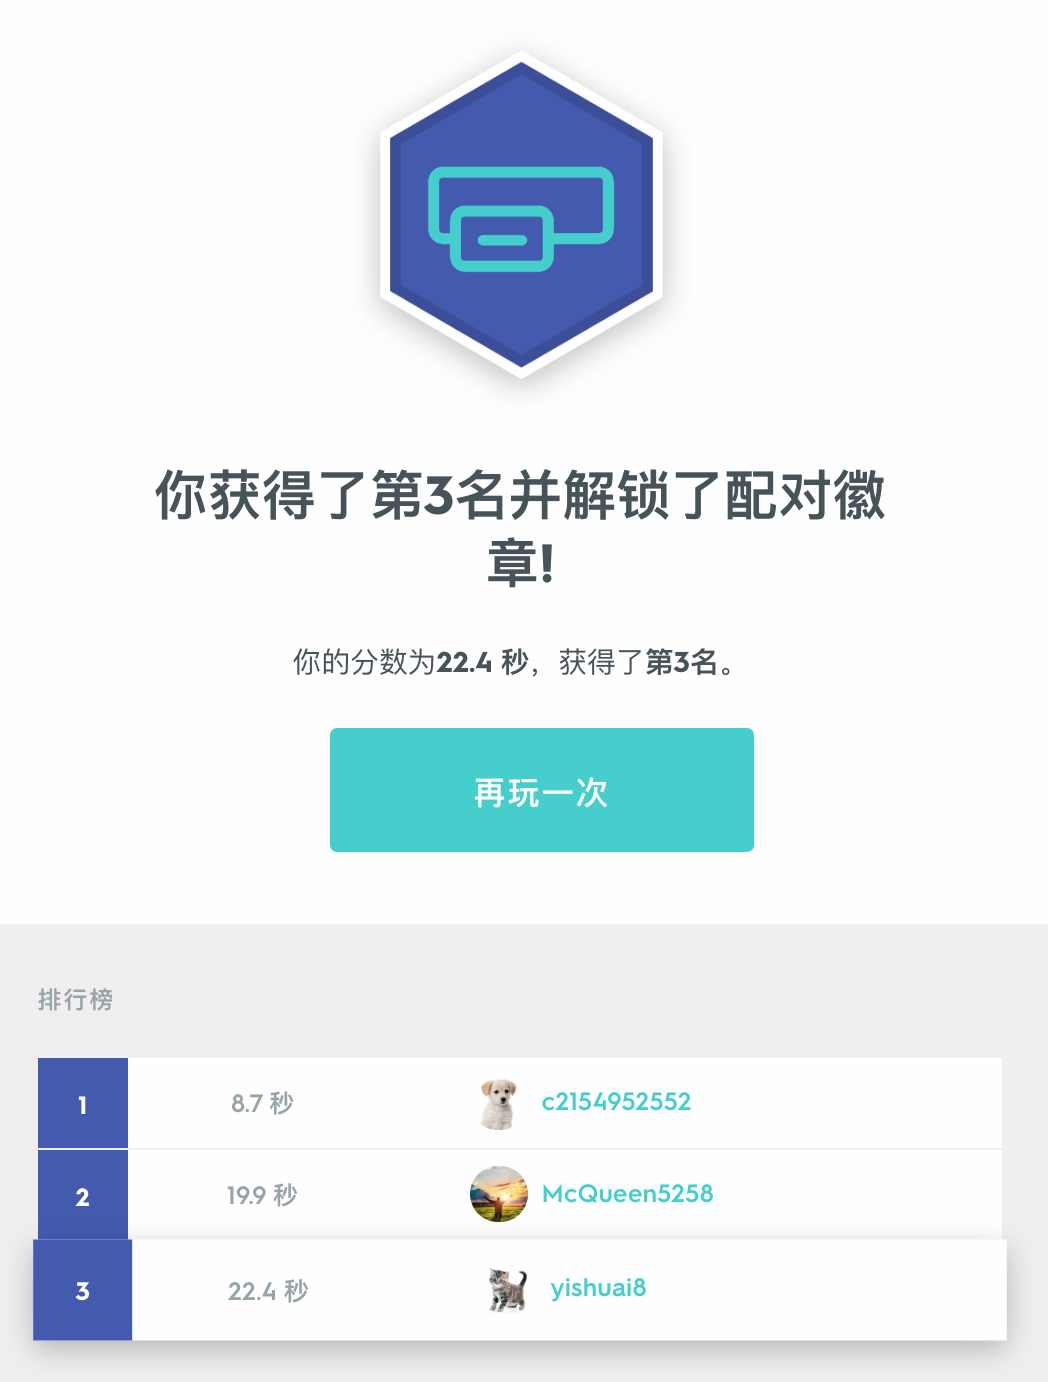 你获得了第3名并解锁了配对徽
章!
你的分数为22.4 秒，获得了第3名。
再玩一次
排行榜
1 8.7 秒 c2154952552
2 19.9 秒 McQueen5258
3 22.4 秒 yishuai8